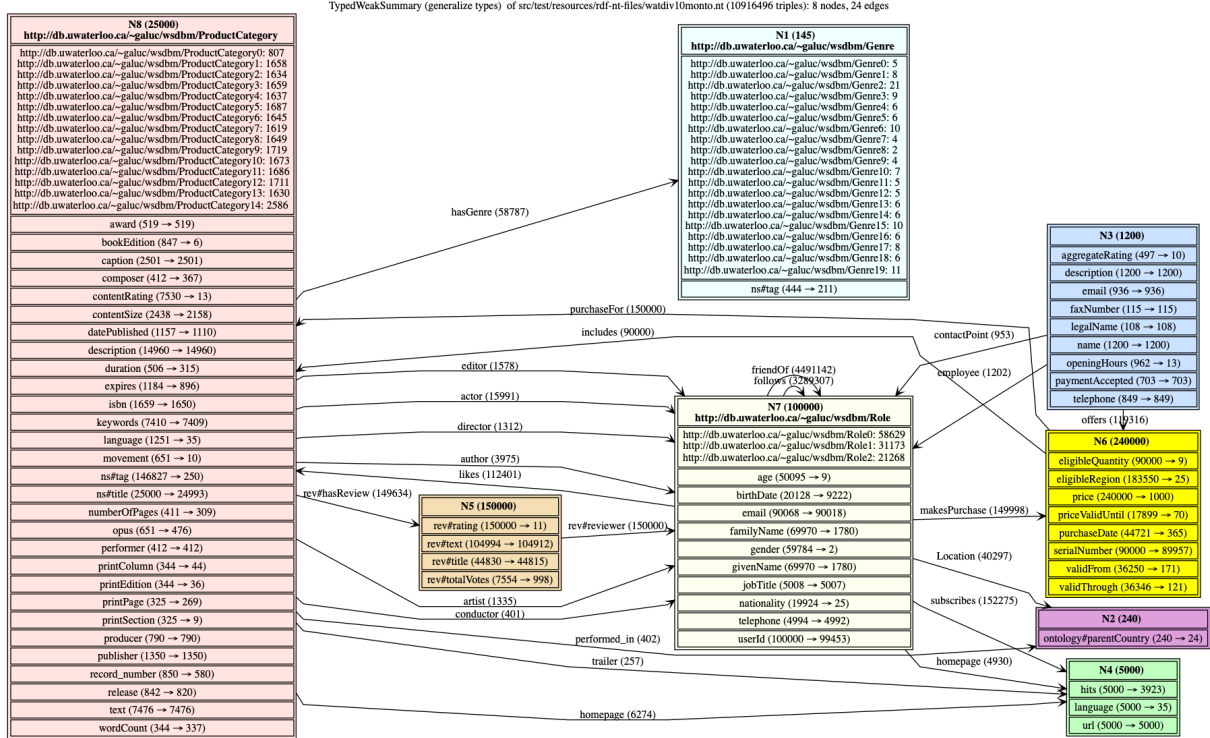 TypedWeakSummary (generalize types) of src/test/resources/rdf-nt-files/watdiv10monto.nt (10916496 triples): 8 nodes, 24 edges
N8 (25000)
http://db.uwaterloo.ca/~galuc/wsdbm/ProductCategory
http://db.uwaterloo.ca/~galuc/wsdbm/ProductCategory0: 807
http://db.uwaterloo.ca/~galuc/wsdbm/ProductCategory1: 1658
http://db.uwaterloo.ca/~galuc/wsdbm/ProductCategory2: 1634
http://db.uwaterloo.ca/~galuc/wsdbm/ProductCategory3: 1659
http://db.uwaterloo.ca/~galuc/wsdbm/ProductCategory4: 1637
http://db.uwaterloo.ca/~galuc/wsdbm/ProductCategory5: 1687
http://db.uwaterloo.ca/~galuc/wsdbm/ProductCategory6: 1645
http://db.uwaterloo.ca/~galuc/wsdbm/ProductCategory7: 1619
http://db.uwaterloo.ca/~galuc/wsdbm/ProductCategory8: 1649
http://db.uwaterloo.ca/~galuc/wsdbm/ProductCategory9: 1719
http://db.uwaterloo.ca/~galuc/wsdbm/ProductCategory10: 1673
http://db.uwaterloo.ca/~galuc/wsdbm/ProductCategory11: 1686
http://db.uwaterloo.ca/~galuc/wsdbm/ProductCategory12: 1711
http://db.uwaterloo.ca/~galuc/wsdbm/ProductCategory13: 1630
http://db.uwaterloo.ca/~galuc/wsdbm/ProductCategory14: 2586
award (519 → 519)
bookEdition (847 → 6)
caption (2501 → 2501)
composer (412 → 367)
contentRating (7530 → 13)
contentSize (2438 → 2158)
datePublished (1157 → 1110)
description (14960 → 14960)
duration (506 → 315)
expires (1184 → 896)
isbn (1659 → 1650)
keywords (7410 → 7409)
language (1251 → 35)
movement (651 → 10)
ns#tag (146827 → 250)
ns#title (25000 → 24993)
numberOfPages (411 → 309)
opus (651 → 476)
performer (412 → 412)
printColumn (344 → 44)
printEdition (344 → 36)
printPage (325 → 269)
printSection (325 → 9)
producer (790 → 790)
publisher (1350 → 1350)
record_number (850 → 580)
release (842 → 820)
text (7476 → 7476)
wordCount (344 → 337)
hasGenre (58787)
N1 (145)
http://db.uwaterloo.ca/~galuc/wsdbm/Genre
http://db.uwaterloo.ca/~galuc/wsdbm/Genre0: 5
http://db.uwaterloo.ca/~galuc/wsdbm/Genre1: 8
http://db.uwaterloo.ca/~galuc/wsdbm/Genre2: 21
http://db.uwaterloo.ca/~galuc/wsdbm/Genre3: 9
http://db.uwaterloo.ca/~galuc/wsdbm/Genre4: 6
http://db.uwaterloo.ca/~galuc/wsdbm/Genre5: 6
http://db.uwaterloo.ca/~galuc/wsdbm/Genre6: 10
http://db.uwaterloo.ca/~galuc/wsdbm/Genre7: 4
http://db.uwaterloo.ca/~galuc/wsdbm/Genre8: 2
http://db.uwaterloo.ca/~galuc/wsdbm/Genre9: 4
http://db.uwaterloo.ca/~galuc/wsdbm/Genre10: 7
http://db.uwaterloo.ca/~galuc/wsdbm/Genre11: 5
http://db.uwaterloo.ca/~galuc/wsdbm/Genre12: 5
http://db.uwaterloo.ca/~galuc/wsdbm/Genre13: 6
http://db.uwaterloo.ca/~galuc/wsdbm/Genre14: 6
http://db.uwaterloo.ca/~galuc/wsdbm/Genre15: 10
http://db.uwaterloo.ca/~galuc/wsdbm/Genre16: 6
http://db.uwaterloo.ca/~galuc/wsdbm/Genre17: 8
http://db.uwaterloo.ca/~galuc/wsdbm/Genre18: 6
http://db.uwaterloo.ca/~galuc/wsdbm/Genre19: 11
ns#tag (444 → 211)
N3 (1200)
aggregateRating (497 → 10)
description (1200 → 1200)
email (936 → 936)
faxNumber (115 → 115)
legalName (108 → 108)
name (1200 → 1200)
openingHours (962 → 13)
paymentAccepted (703 → 703)
telephone (849 → 849)
purchaseFor (150000)
includes (90000)
contactPoint (953)
employee (1202)
offers (119316)
editor (1578)
actor (15991)
director (1312)
author (3975)
likes (112401)
rev#hasReview (149634)
friendOf (4491142)
follows (3289307)
N7 (100000)
http://db.uwaterloo.ca/~galuc/wsdbm/Role
http://db.uwaterloo.ca/~galuc/wsdbm/Role0: 58629
http://db.uwaterloo.ca/~galuc/wsdbm/Role1: 31173
http://db.uwaterloo.ca/~galuc/wsdbm/Role2: 21268
age (50095 → 9)
birthDate (20128 → 9222)
email (90068 → 90018)
familyName (69970 → 1780)
gender (59784 → 2)
givenName (69970 → 1780)
jobTitle (5008 → 5007)
nationality (19924 → 25)
telephone (4994 → 4992)
userId (100000 → 99453)
N5 (150000)
rev#rating (150000 → 11)
rev#text (104994 → 104912)
rev#title (44830 → 44815)
rev#totalVotes (7554 → 998)
rev#reviewer (150000)
artist (1335)
conductor (401)
performed_in (402)
trailer (257)
homepage (6274)
N6 (240000)
eligibleQuantity (90000 → 9)
eligibleRegion (183550 → 25)
price (240000 → 1000)
priceValidUntil (17899 → 70)
purchaseDate (44721 → 365)
serialNumber (90000 → 89957)
validFrom (36250 → 171)
validThrough (36346 → 121)
makesPurchase (149998)
Location (40297)
subscribes (152275)
homepage (4930)
N2 (240)
ontology#parentCountry (240 → 24)
N4 (5000)
hits (5000 → 3923)
language (5000 → 35)
url (5000 → 5000)